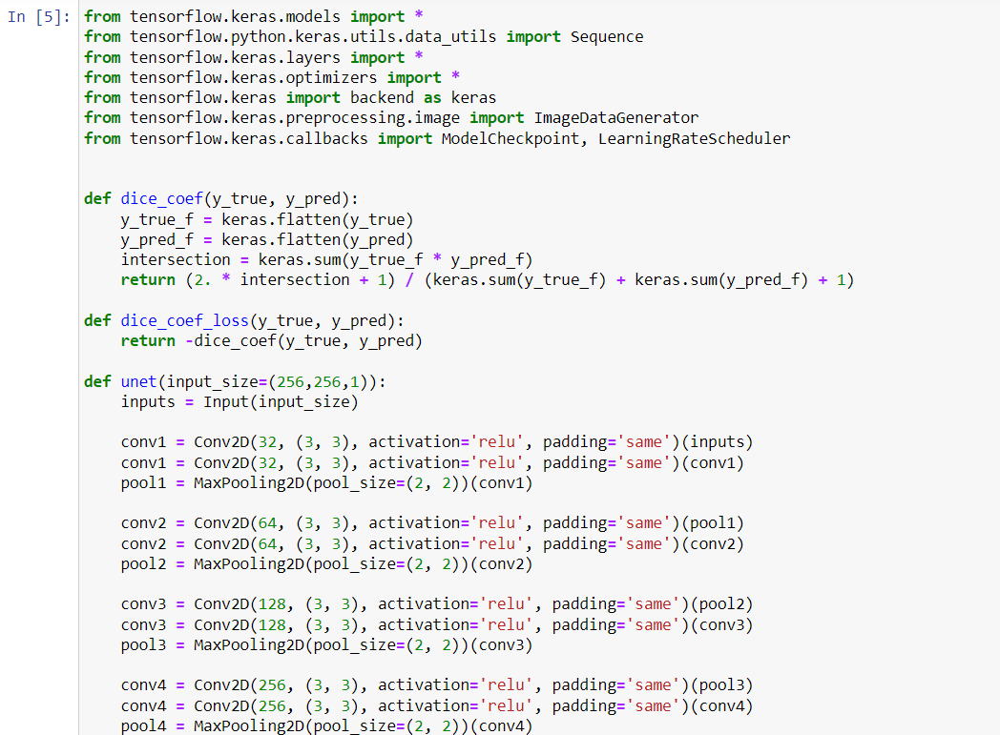 In [5]: from tensorflow.keras.models import *
from tensorflow.python.keras.utils.data_utils import Sequence
from tensorflow.keras.layers import *
from tensorflow.keras.optimizers import *
from tensorflow.keras import backend as keras
from tensorflow.keras.preprocessing.image import ImageDataGenerator
from tensorflow.keras.callbacks import ModelCheckpoint, LearningRateScheduler
def dice_coef(y_true, y_pred):
    y_true_f = keras.flatten(y_true)
    y_pred_f = keras.flatten(y_pred)
    intersection = keras.sum(y_true_f * y_pred_f)
    return (2. * intersection + 1) / (keras.sum(y_true_f) + keras.sum(y_pred_f) + 1)
def dice_coef_loss(y_true, y_pred):
    return -dice_coef(y_true, y_pred)
def unet(input_size=(256,256,1)):
    inputs = Input(input_size)
    conv1 = Conv2D(32, (3, 3), activation='relu', padding='same')(inputs)
    conv1 = Conv2D(32, (3, 3), activation='relu', padding='same')(conv1)
    pool1 = MaxPooling2D(pool_size=(2, 2))(conv1)
    conv2 = Conv2D(64, (3, 3), activation='relu', padding='same')(pool1)
    conv2 = Conv2D(64, (3, 3), activation='relu', padding='same')(conv2)
    pool2 = MaxPooling2D(pool_size=(2, 2))(conv2)
    conv3 = Conv2D(128, (3, 3), activation='relu', padding='same')(pool2)
    conv3 = Conv2D(128, (3, 3), activation='relu', padding='same')(conv3)
    pool3 = MaxPooling2D(pool_size=(2, 2))(conv3)
    conv4 = Conv2D(256, (3, 3), activation='relu', padding='same')(pool3)
    conv4 = Conv2D(256, (3, 3), activation='relu', padding='same')(conv4)
    pool4 = MaxPooling2D(pool_size=(2, 2))(conv4)